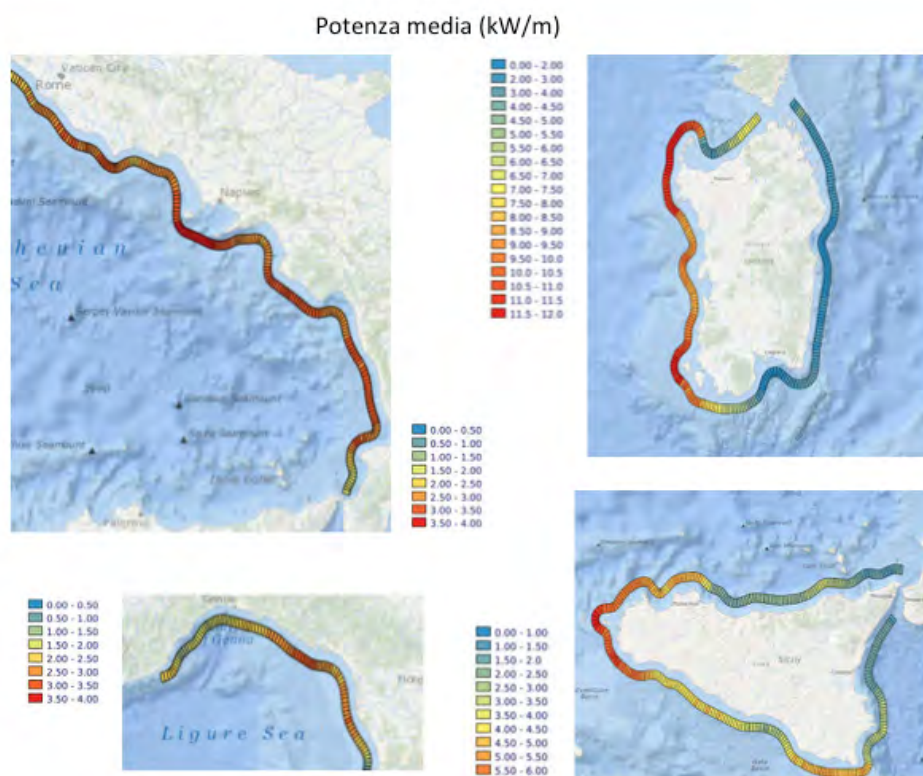 Potenza media (kW/m)
Vatican City
Rome
Naples
henian
Sea
Palermo
0.00 - 0.50
0.50 - 1.00
1.00 - 1.50
1.50 - 2.00
2.00 - 2.50
2.50 - 3.00
3.00 - 3.50
3.50 - 4.00
0.00 - 2.00
2.00 - 3.00
3.00 - 4.00
4.00 - 4.50
4.50 - 5.00
5.00 - 5.50
5.50 - 6.00
6.00 - 6.50
6.50 - 7.00
7.00 - 7.50
7.50 - 8.00
8.00 - 8.50
8.50 - 9.00
9.00 - 9.50
9.50 - 10.0
10.0 - 10.5
10.5 - 11.0
11.0 - 11.5
11.5 - 12.0
0.00 - 0.50
0.50 - 1.00
1.00 - 1.50
1.50 - 2.00
2.00 - 2.50
2.50 - 3.00
3.00 - 3.50
3.50 - 4.00
Genoa
Ligure Sea
0.00 - 1.00
1.00 - 1.50
1.50 - 2.0
2.00 - 2.50
2.50 - 3.00
3.00 - 3.50
3.50 - 4.00
4.00 - 4.50
4.50 - 5.00
5.00 - 5.50
5.50 - 6.00
Sicily